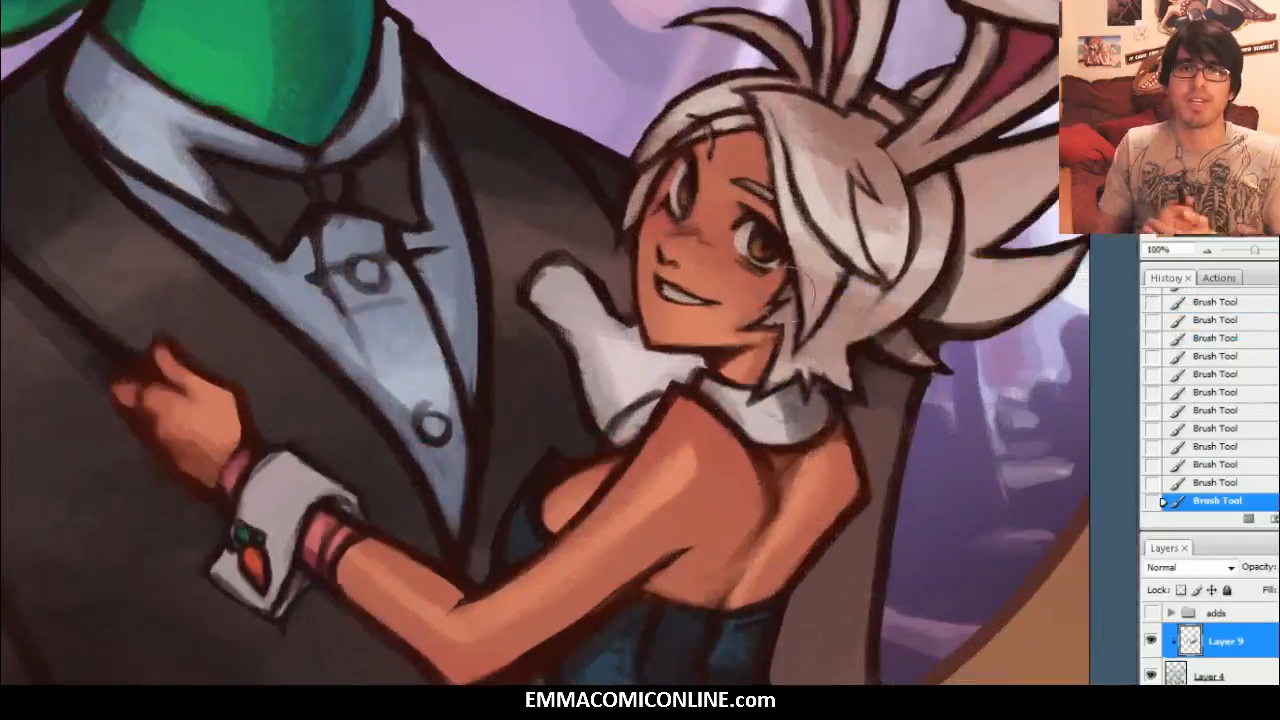 100%
History x Actions
Brush Tool
Brush Tool
Brush Tool
Brush Tool
Brush Tool
Brush Tool
Brush Tool
Brush Tool
Brush Tool
Brush Tool
Brush Tool
Brush Tool
Layers x
Normal Opacity:
Lock: Fill:
adds
Layer 9
Layer 4
EMMACOMICONLINE.com